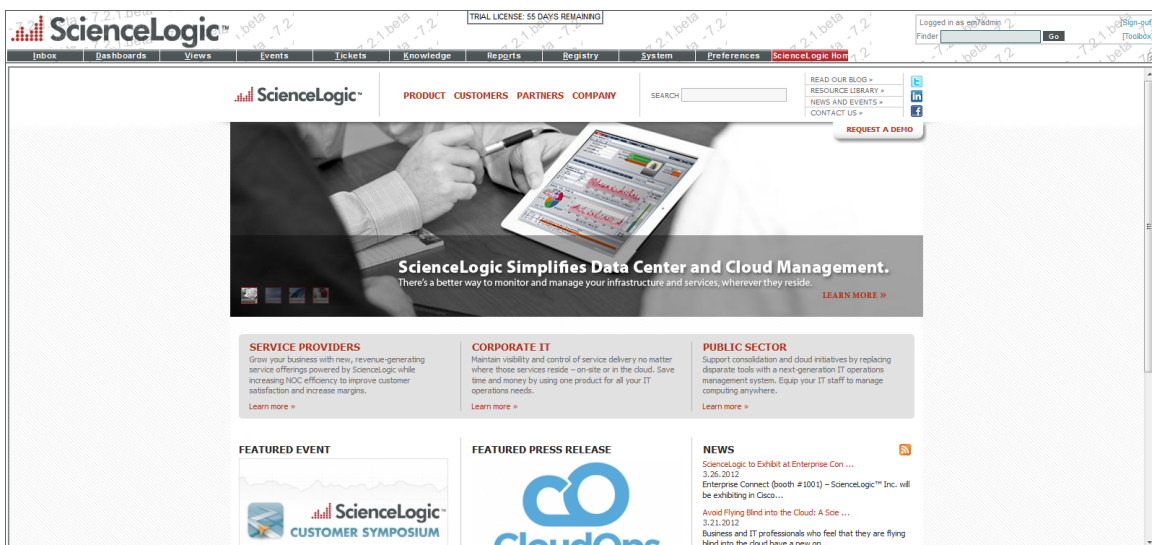 ScienceLogic™
TRIAL LICENSE: 55 DAYS REMAINING
Logged in as em7admin
Sign-out
Finder
Go
[Toolbox]
Inbox Dashboards Views Events Tickets Knowledge Reports Registry System Preferences ScienceLogic Hom
ScienceLogic™
PRODUCT CUSTOMERS PARTNERS COMPANY
SEARCH
READ OUR BLOG »
RESOURCE LIBRARY »
NEWS AND EVENTS »
CONTACT US »
REQUEST A DEMO
ScienceLogic Simplifies Data Center and Cloud Management.
There's a better way to monitor and manage your infrastructure and services, wherever they reside.
LEARN MORE »
SERVICE PROVIDERS
Grow your business with new, revenue-generating
service offerings powered by ScienceLogic while
increasing NOC efficiency to improve customer
satisfaction and increase margins.
Learn more »
CORPORATE IT
Maintain visibility and control of service delivery no matter
where those services reside – on-site or in the cloud. Save
time and money by using one product for all your IT
operations needs.
Learn more »
PUBLIC SECTOR
Support consolidation and cloud initiatives by replacing
disparate tools with a next-generation IT operations
management system. Equip your IT staff to manage
computing anywhere.
Learn more »
FEATURED EVENT
ScienceLogic™
CUSTOMER SYMPOSIUM
FEATURED PRESS RELEASE
CloudOps
NEWS
ScienceLogic to Exhibit at Enterprise Con ...
3.26.2012
Enterprise Connect (booth #1001) – ScienceLogic™ Inc. will
be exhibiting in Cisco...
Avoid Flying Blind into the Cloud: A Scie ...
3.21.2012
Business and IT professionals who feel that they are flying
blind into the cloud have a new on